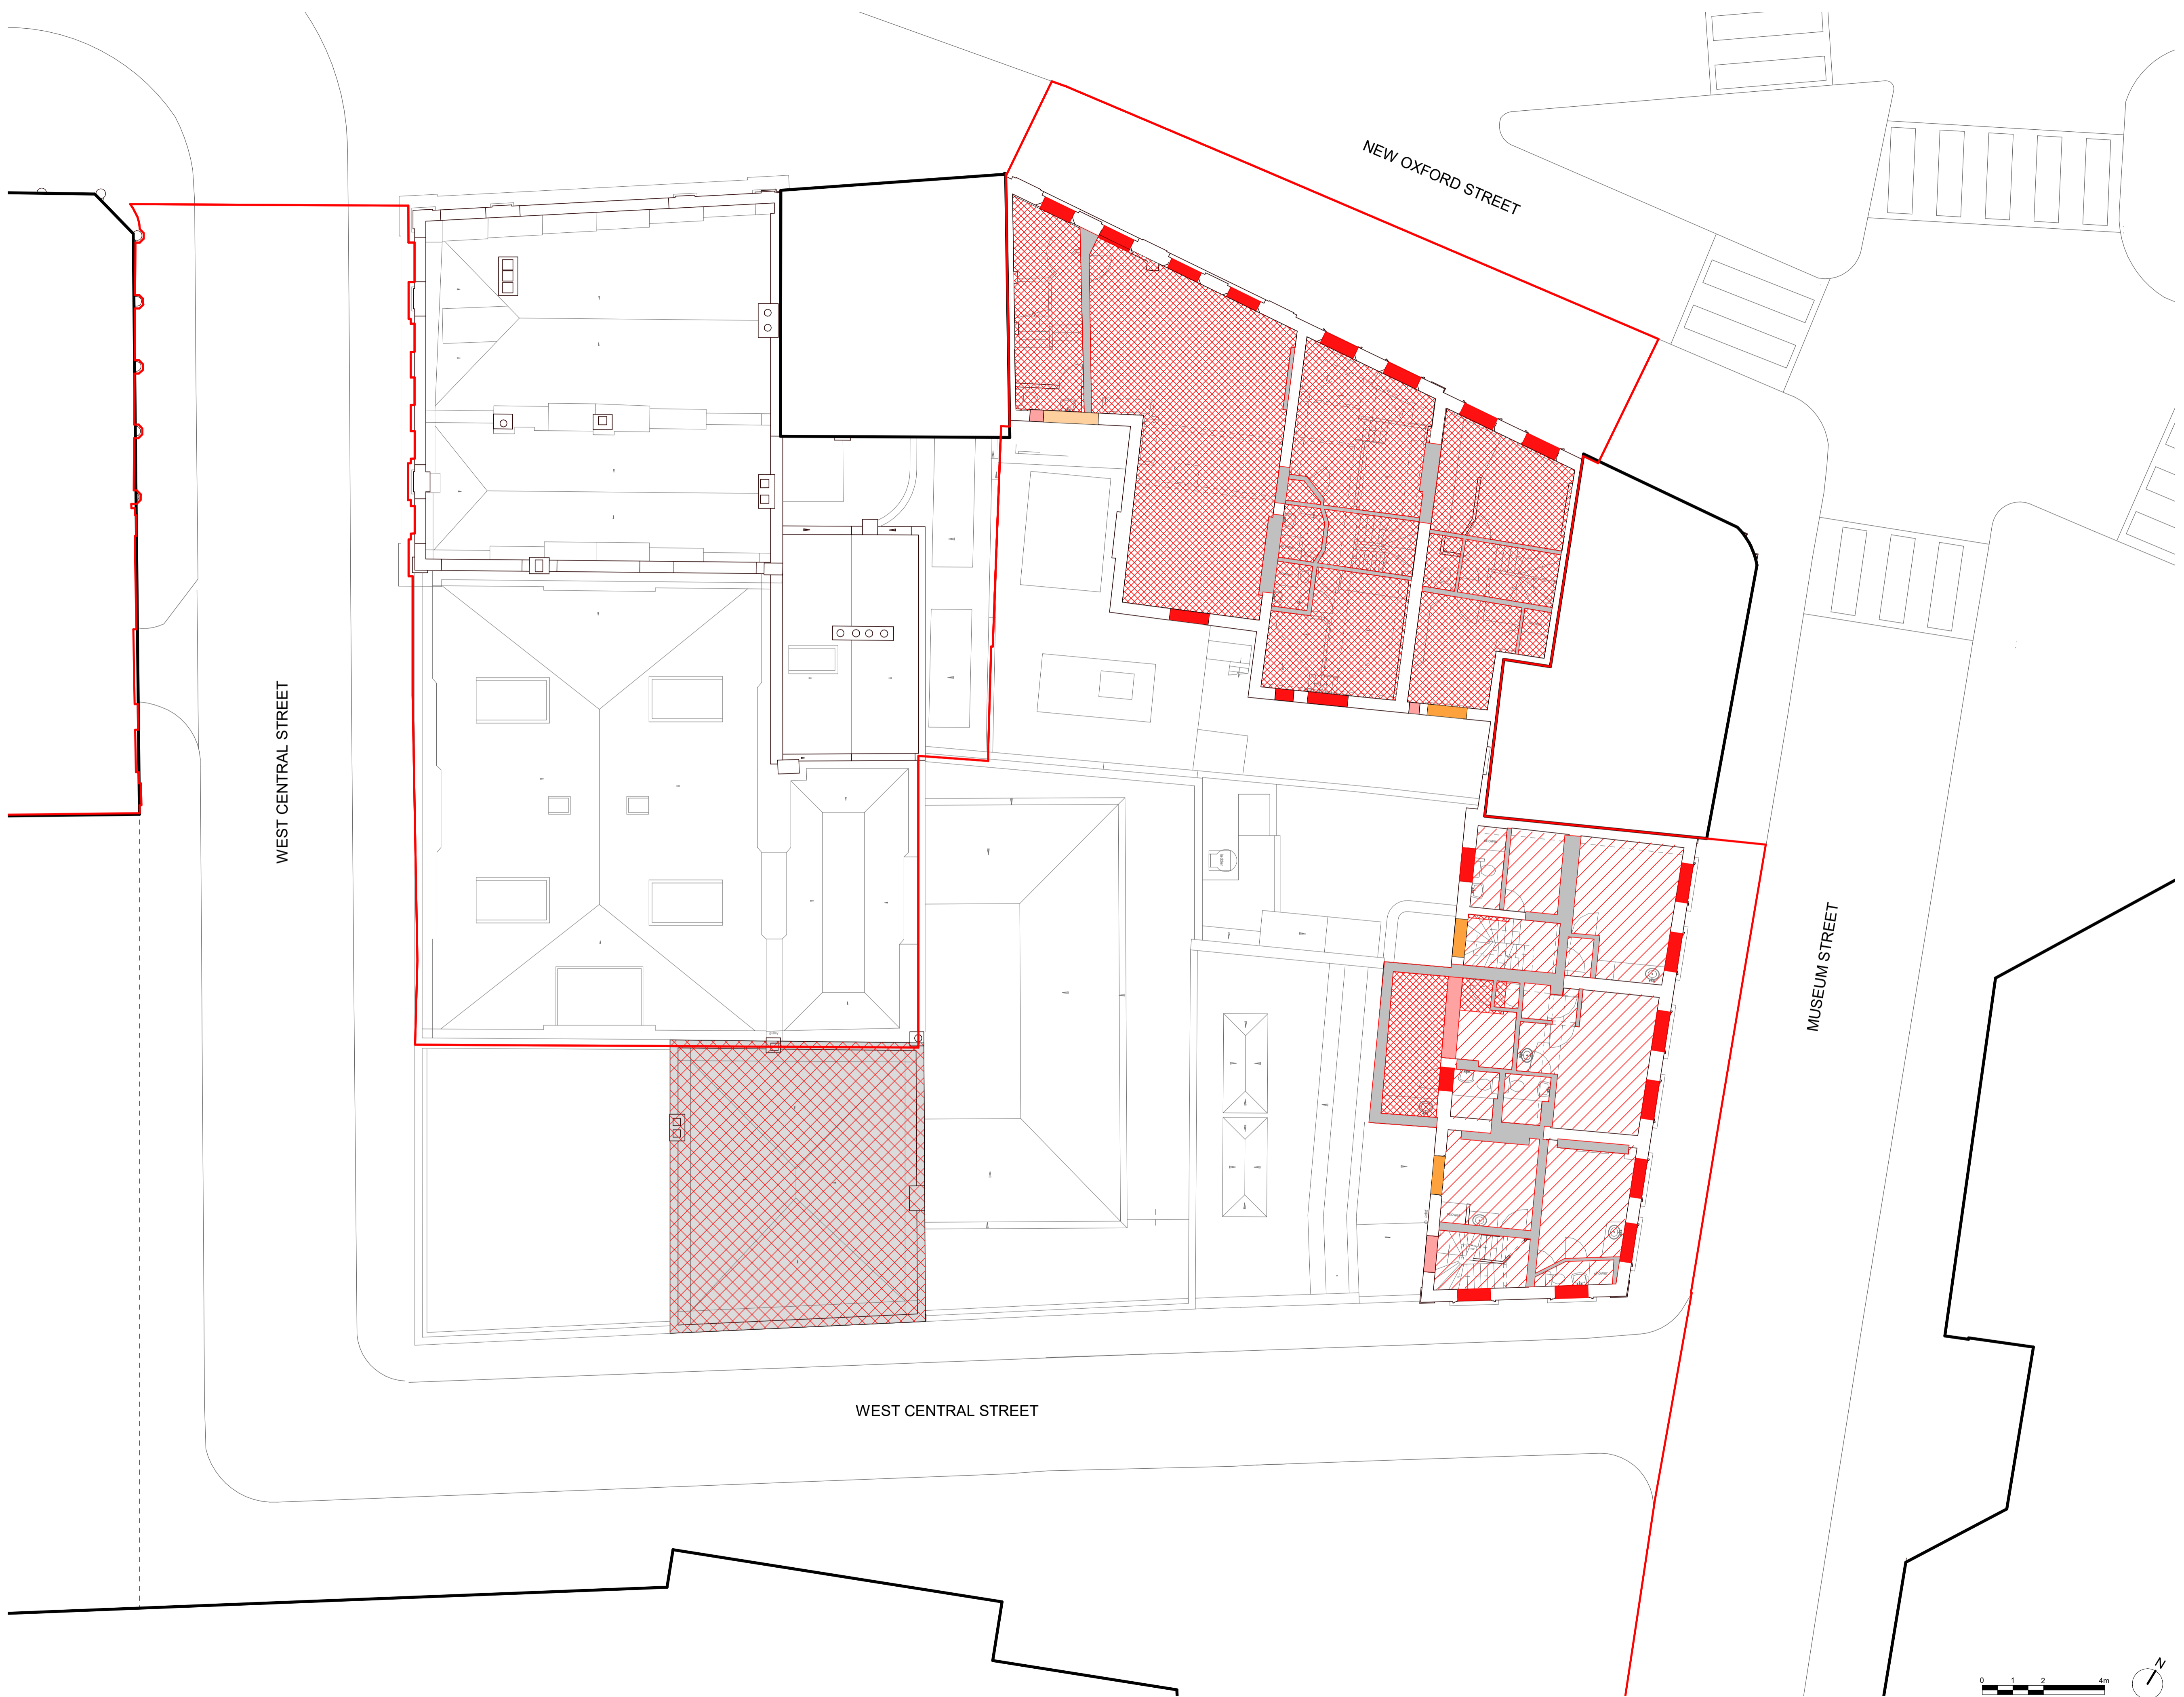 NEW OXFORD STREET
WEST CENTRAL STREET
MUSEUM STREET
WEST CENTRAL STREET
0 1 2 4m
N